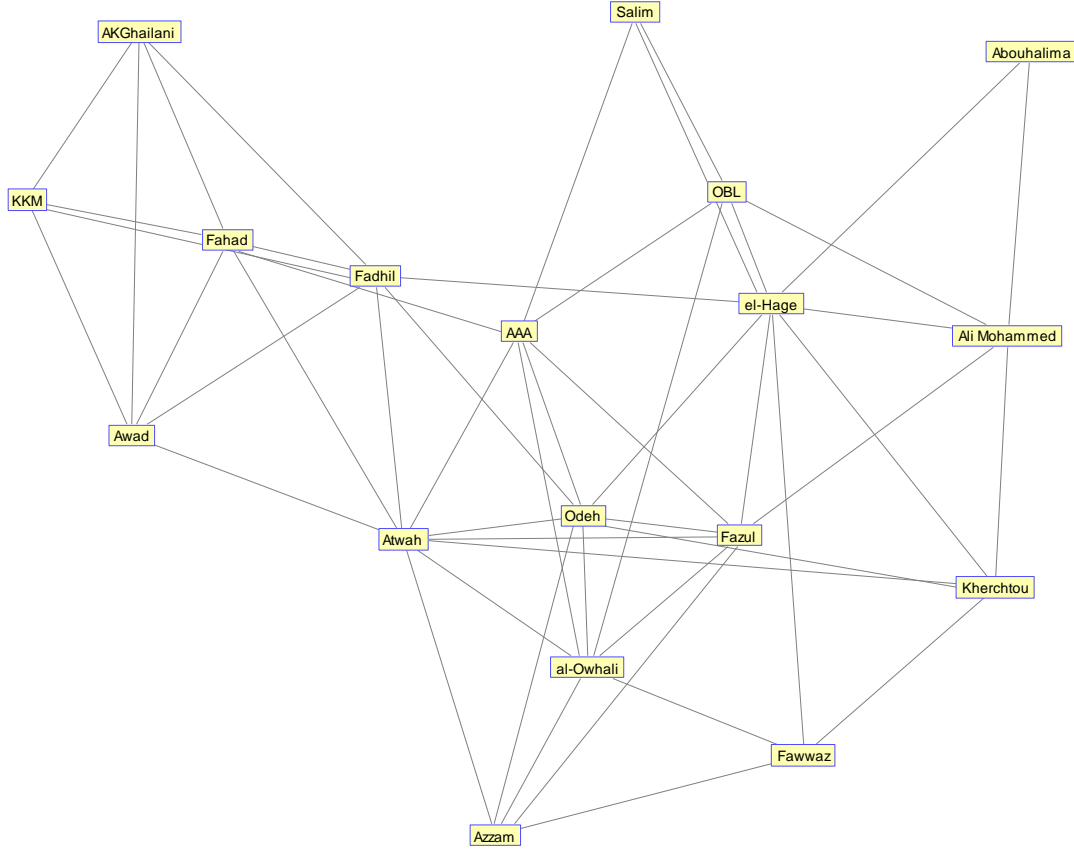 Salim
AKGhailani
Abouhalima
OBL
KKM
Fahad
Fadhil
el-Hage
AAA
Ali Mohammed
Awad
Odeh
Fazul
Atwah
Kherchtou
al-Owhali
Fawwaz
Azzam